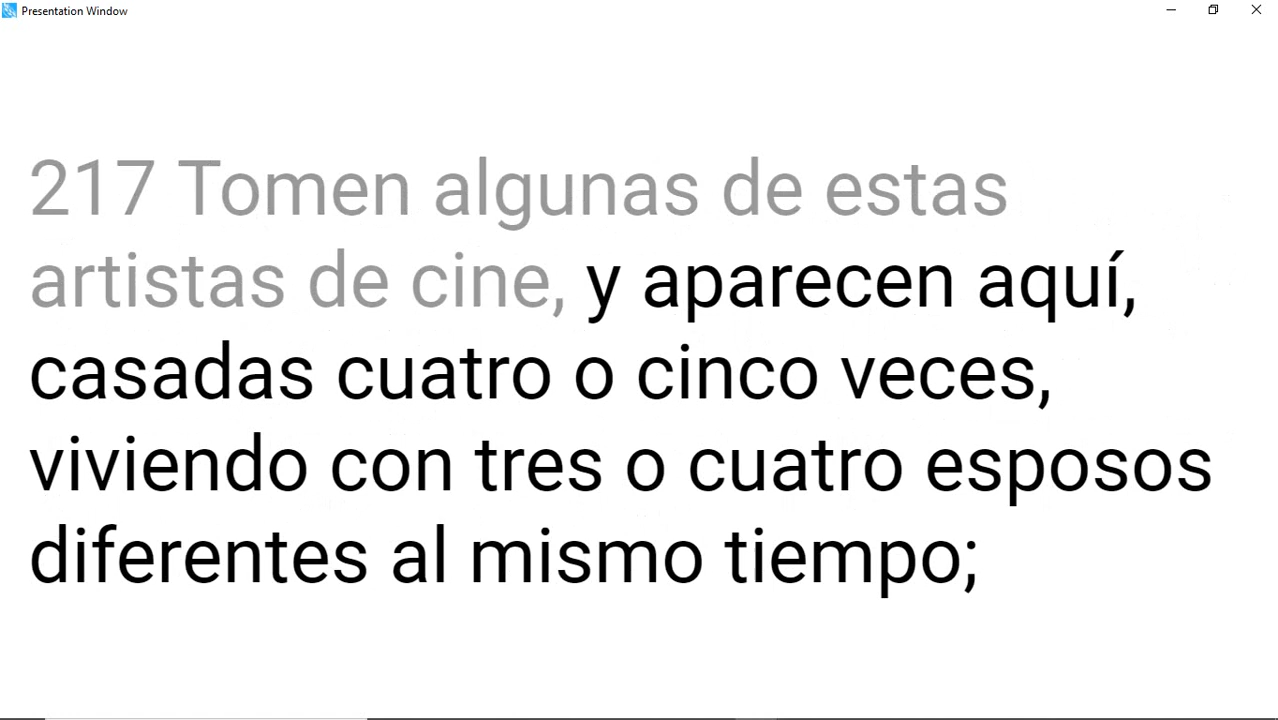 Presentation Window
217 Tomen algunas de estas
artistas de cine, y aparecen aquí,
casadas cuatro o cinco veces,
viviendo con tres o cuatro esposos
diferentes al mismo tiempo;